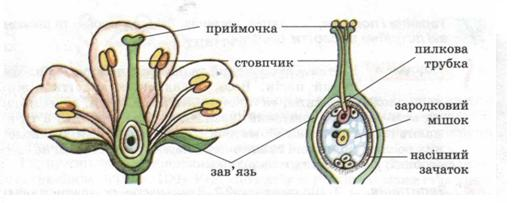 приймочка
стовпчик
пилкова
трубка
зародковий
мішок
насінний
зачаток
зав'язь